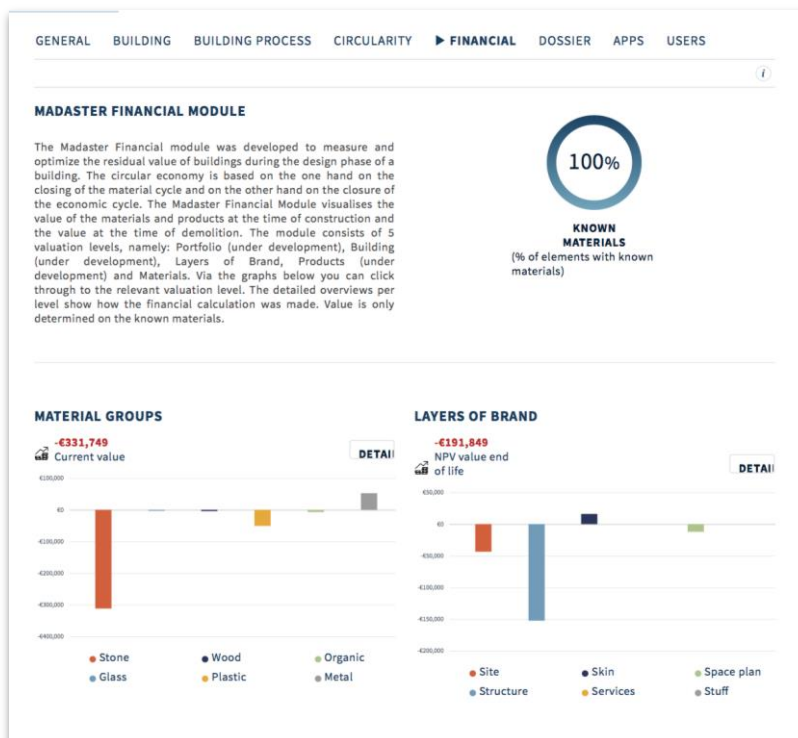 GENERAL BUILDING BUILDING PROCESS CIRCULARITY ▶ FINANCIAL DOSSIER APPS USERS
i
MADASTER FINANCIAL MODULE
The Madaster Financial module was developed to measure and
optimize the residual value of buildings during the design phase of a
building. The circular economy is based on the one hand on the
closing of the material cycle and on the other hand on the closure of
the economic cycle. The Madaster Financial Module visualises the
value of the materials and products at the time of construction and
the value at the time of demolition. The module consists of 5
valuation levels, namely: Portfolio (under development), Building
(under development), Layers of Brand, Products (under
development) and Materials. Via the graphs below you can click
through to the relevant valuation level. The detailed overviews per
level show how the financial calculation was made. Value is only
determined on the known materials.
100%
KNOWN
MATERIALS
(% of elements with known
materials)
MATERIAL GROUPS
-€331,749
Current value
DETAI
€100,000
€0
-€100,000
-€200,000
-€300,000
-€400,000
Stone Wood Organic
Glass Plastic Metal
LAYERS OF BRAND
-€191,849
NPV value end
of life
DETAI
€50,000
€0
-€50,000
-€100,000
-€150,000
-€200,000
Site Skin Space plan
Structure Services Stuff